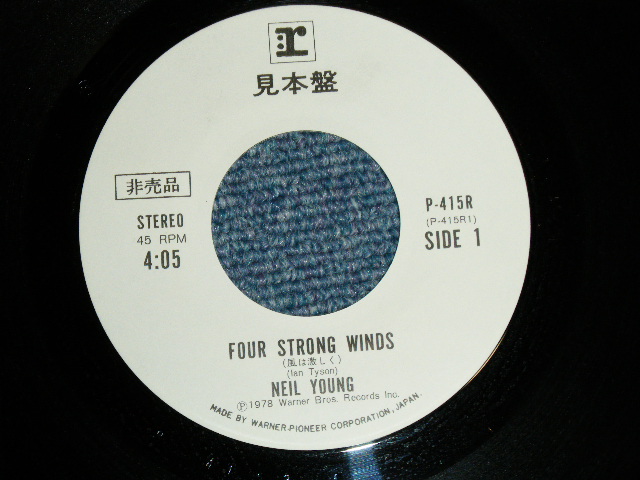 r
見本盤
非売品
STEREO
45 RPM
4:05
P-415R
(P-415R1)
SIDE 1
FOUR STRONG WINDS
(風は激しく)
(Ian Tyson)
NEIL YOUNG
Ⓟ1978 Warner Bros. Records Inc.
MADE BY WARNER-PIONEER CORPORATION, JAPAN.